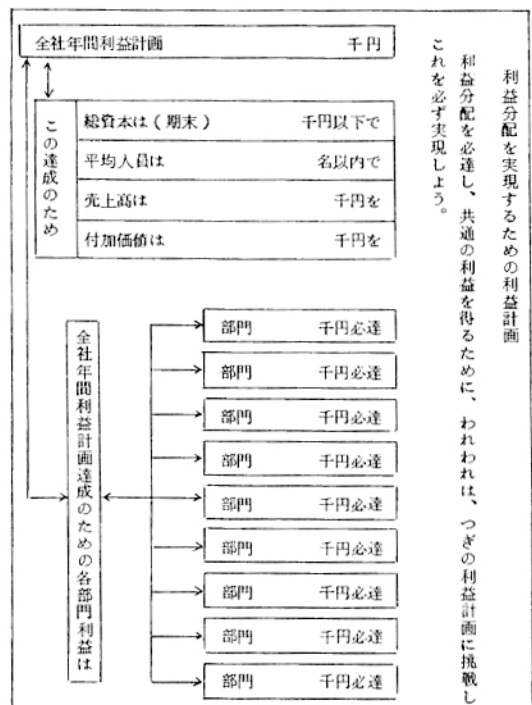 利益分配を実現するための利益計画
利益分配を必達し、共通の利益を得るために、われわれは、つぎの利益計画に挑戦し
これを必ず実現しよう。
全社年間利益計画 千円
この達成のため
総資本は(期末) 千円以下で
平均人員は 名以内で
売上高は 千円を
付加価値は 千円を
全社年間利益計画達成のための各部門利益は
部門 千円必達
部門 千円必達
部門 千円必達
部門 千円必達
部門 千円必達
部門 千円必達
部門 千円必達
部門 千円必達
部門 千円必達